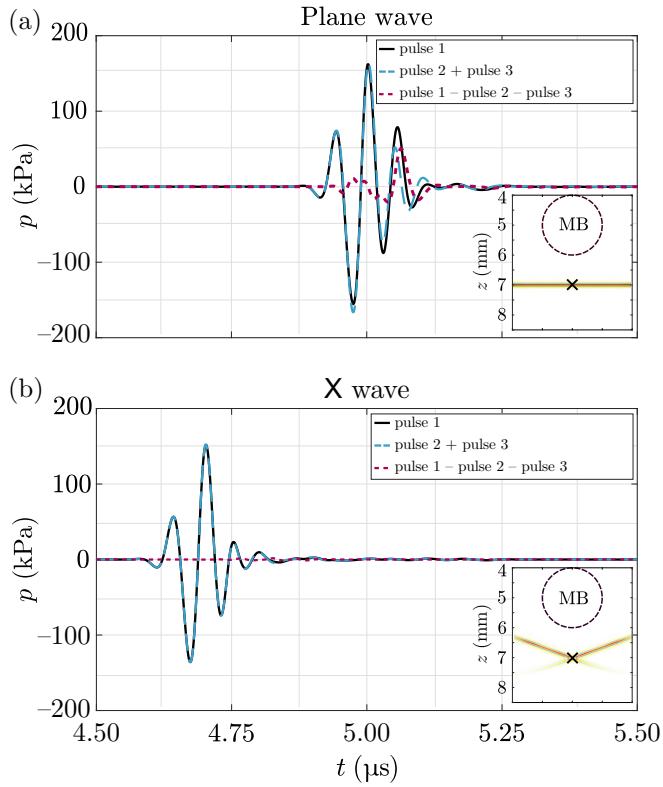 (a)
Plane wave
200
100
0
−100
−200
p (kPa)
pulse 1
pulse 2 + pulse 3
pulse 1 – pulse 2 – pulse 3
4
5
6
7
8
z (mm)
MB
(b)
X wave
200
100
0
−100
−200
p (kPa)
pulse 1
pulse 2 + pulse 3
pulse 1 – pulse 2 – pulse 3
4
5
6
7
8
z (mm)
MB
4.50 4.75 5.00 5.25 5.50
t (μs)